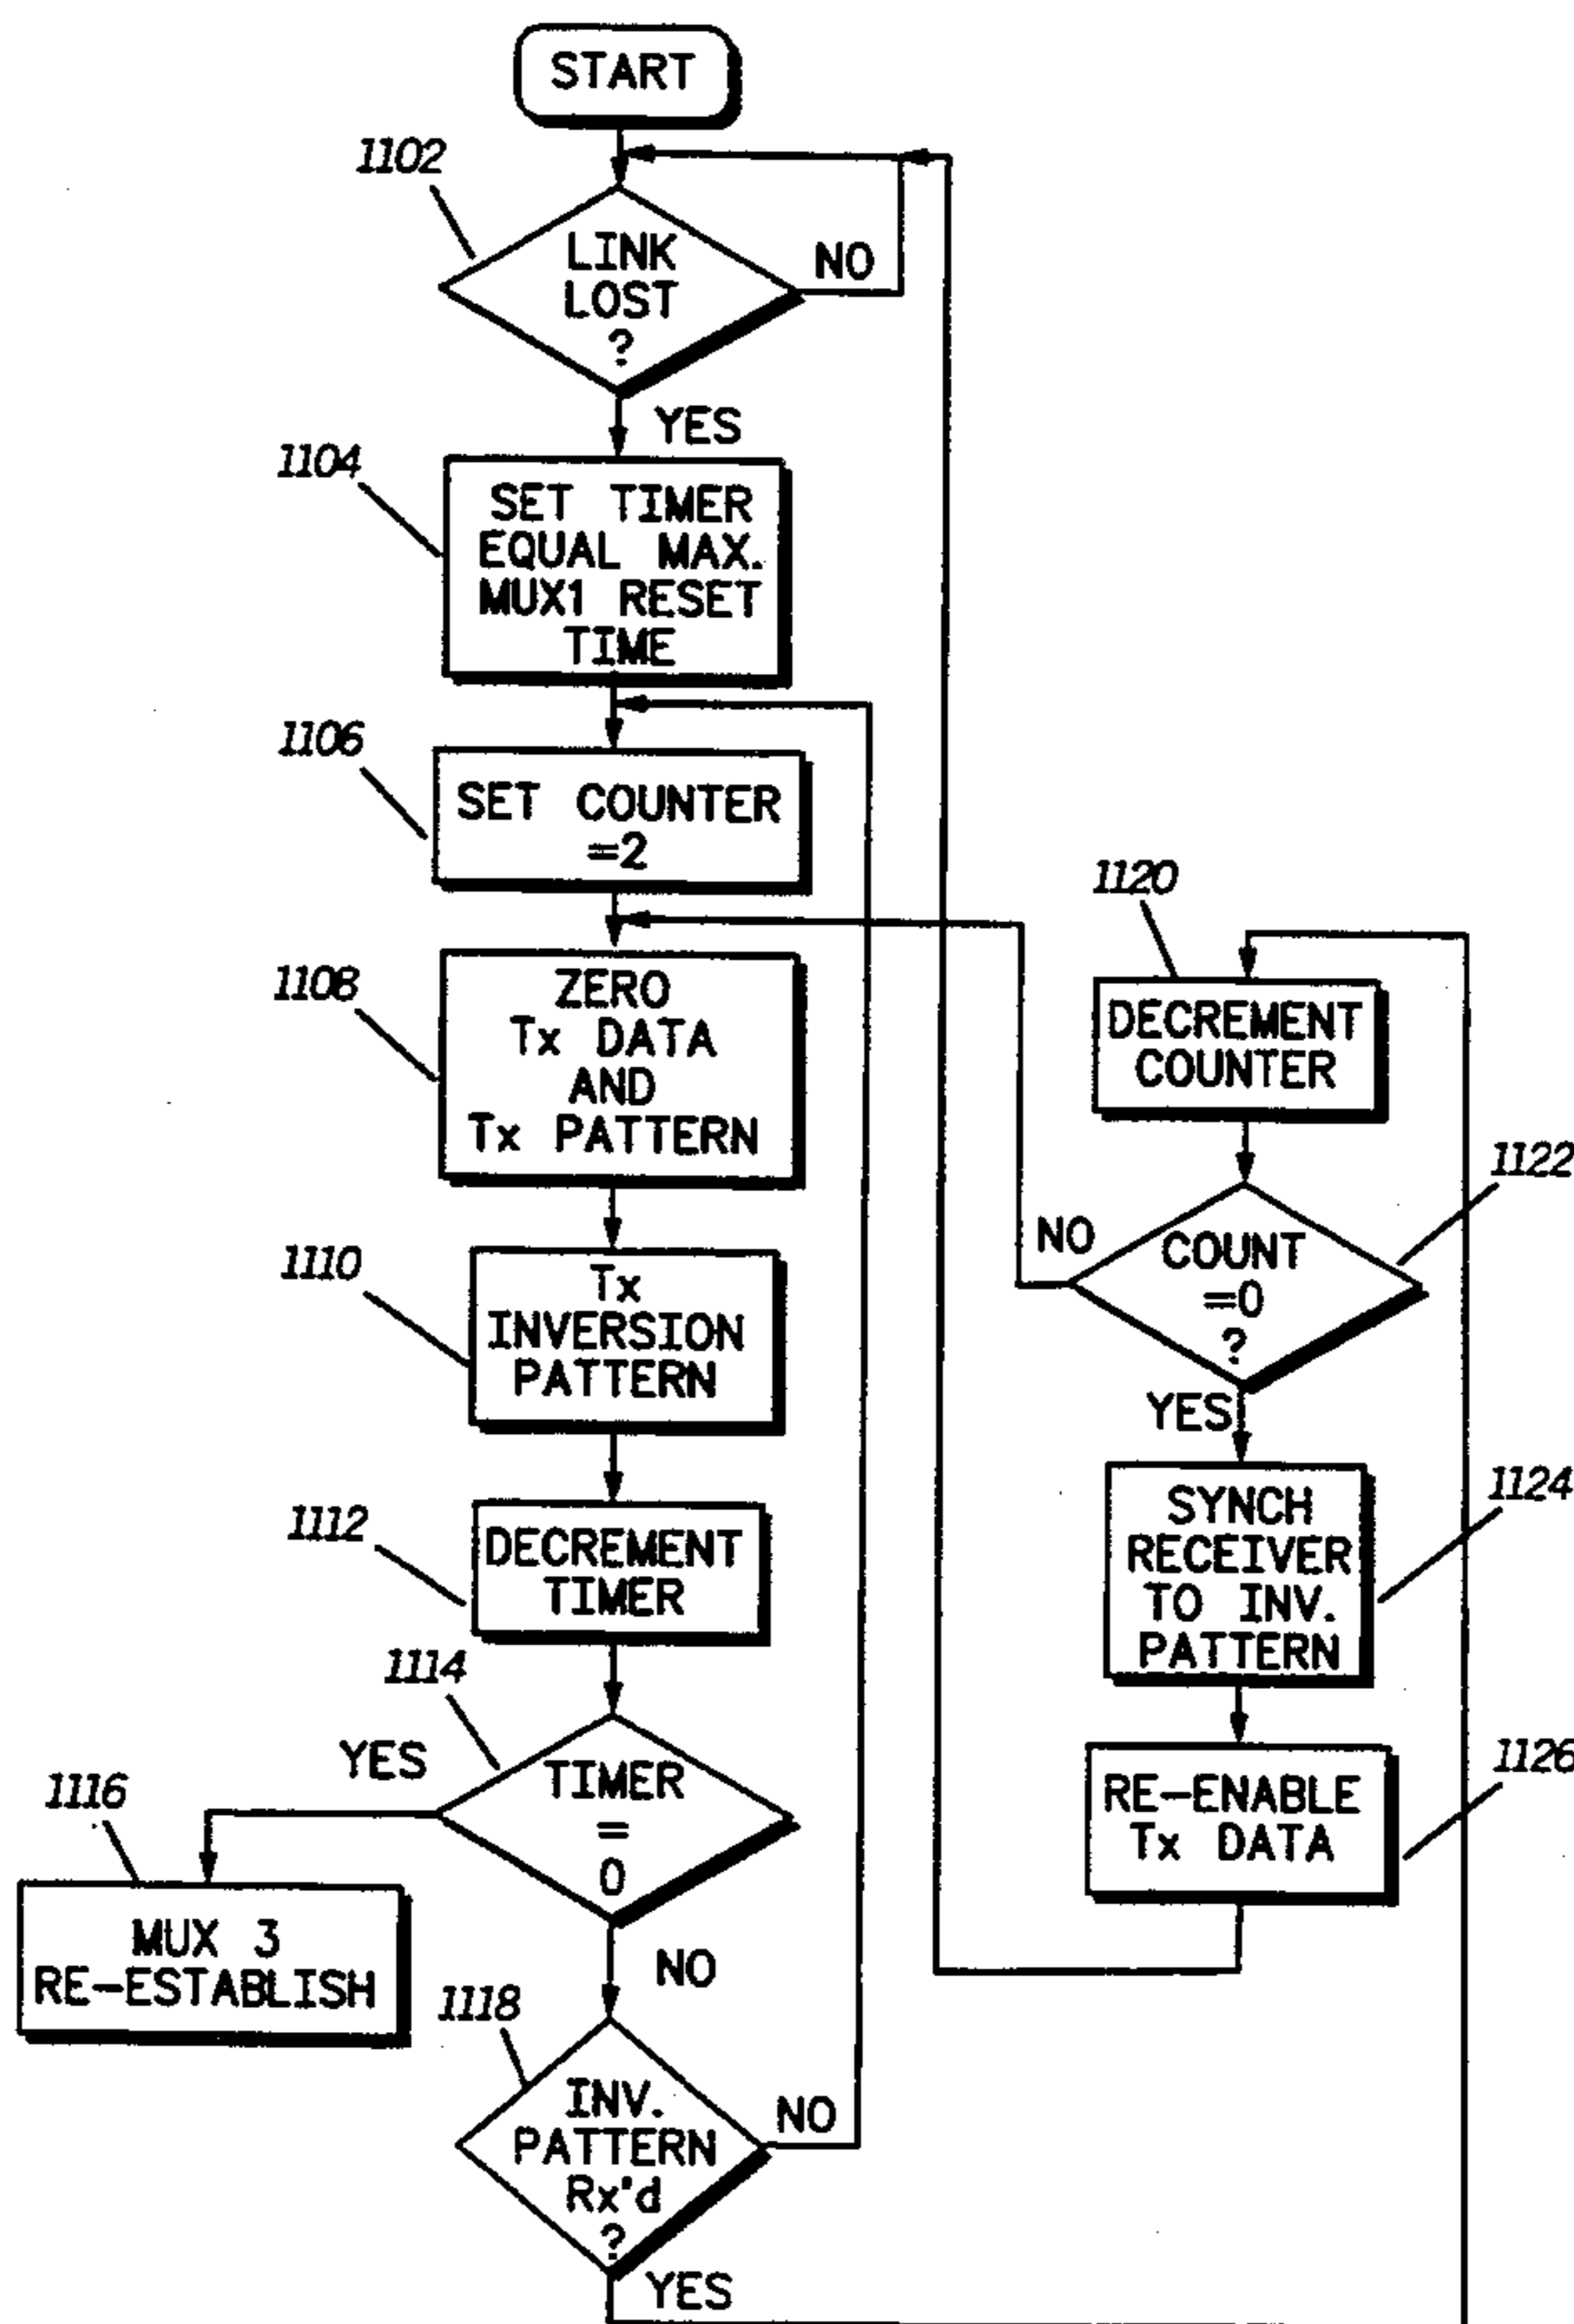 START
1102
LINK
LOST
?
NO
YES
1104
SET TIMER
EQUAL MAX.
MUX1 RESET
TIME
1106
SET COUNTER
=2
1108
ZERO
Tx DATA
AND
Tx PATTERN
1110
Tx
INVERSION
PATTERN
1112
DECREMENT
TIMER
1114
TIMER
=
0
YES
NO
1116
MUX 3
RE-ESTABLISH
1118
INV.
PATTERN
Rx'd
?
NO
YES
1120
DECREMENT
COUNTER
1122
COUNT
=0
?
NO
YES
1124
SYNCH
RECEIVER
TO INV.
PATTERN
1126
RE-ENABLE
Tx DATA